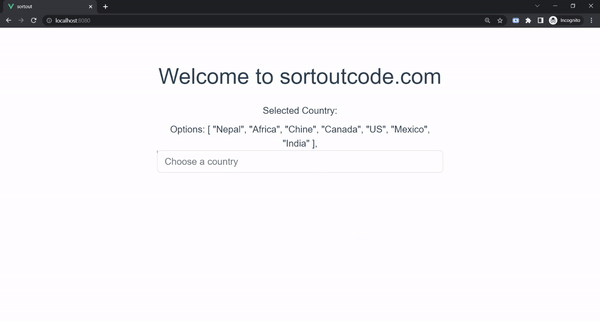 sortout
localhost:8080
Incognito
Welcome to sortoutcode.com
Selected Country:
Options: [ "Nepal", "Africa", "Chine", "Canada", "US", "Mexico",
"India" ],
Choose a country